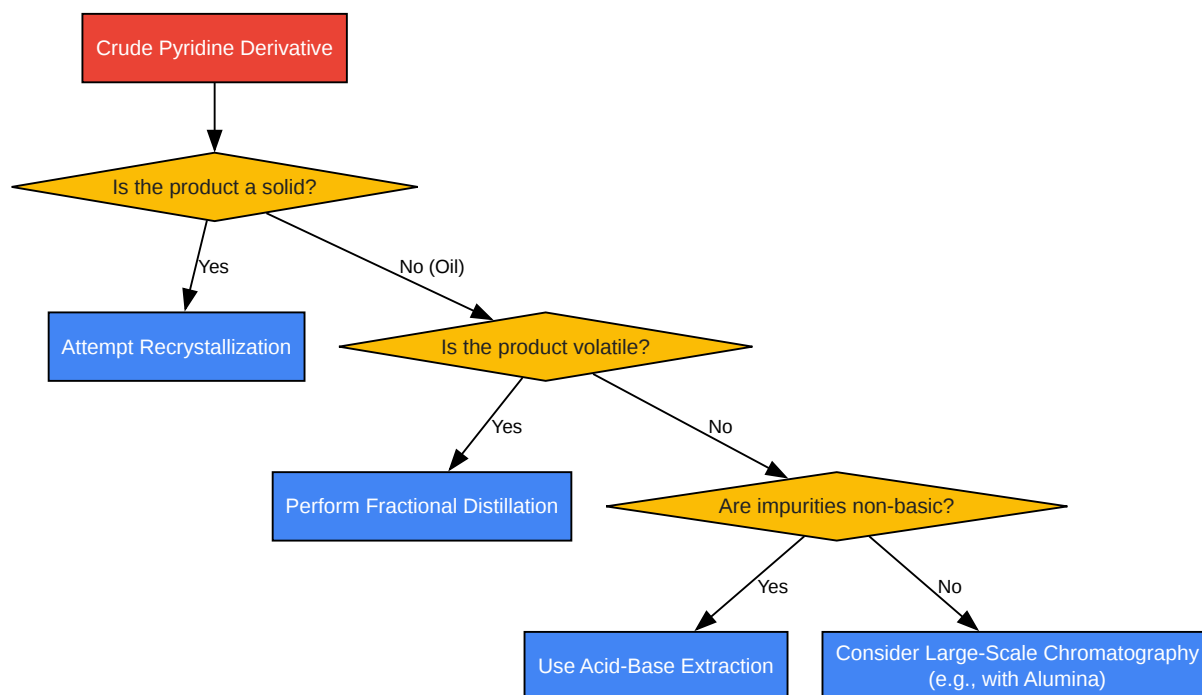 Crude Pyridine Derivative
Is the product a solid?
Yes
No (Oil)
Attempt Recrystallization
Is the product volatile?
Yes
No
Perform Fractional Distillation
Are impurities non-basic?
Yes
No
Use Acid-Base Extraction
Consider Large-Scale Chromatography
(e.g., with Alumina)